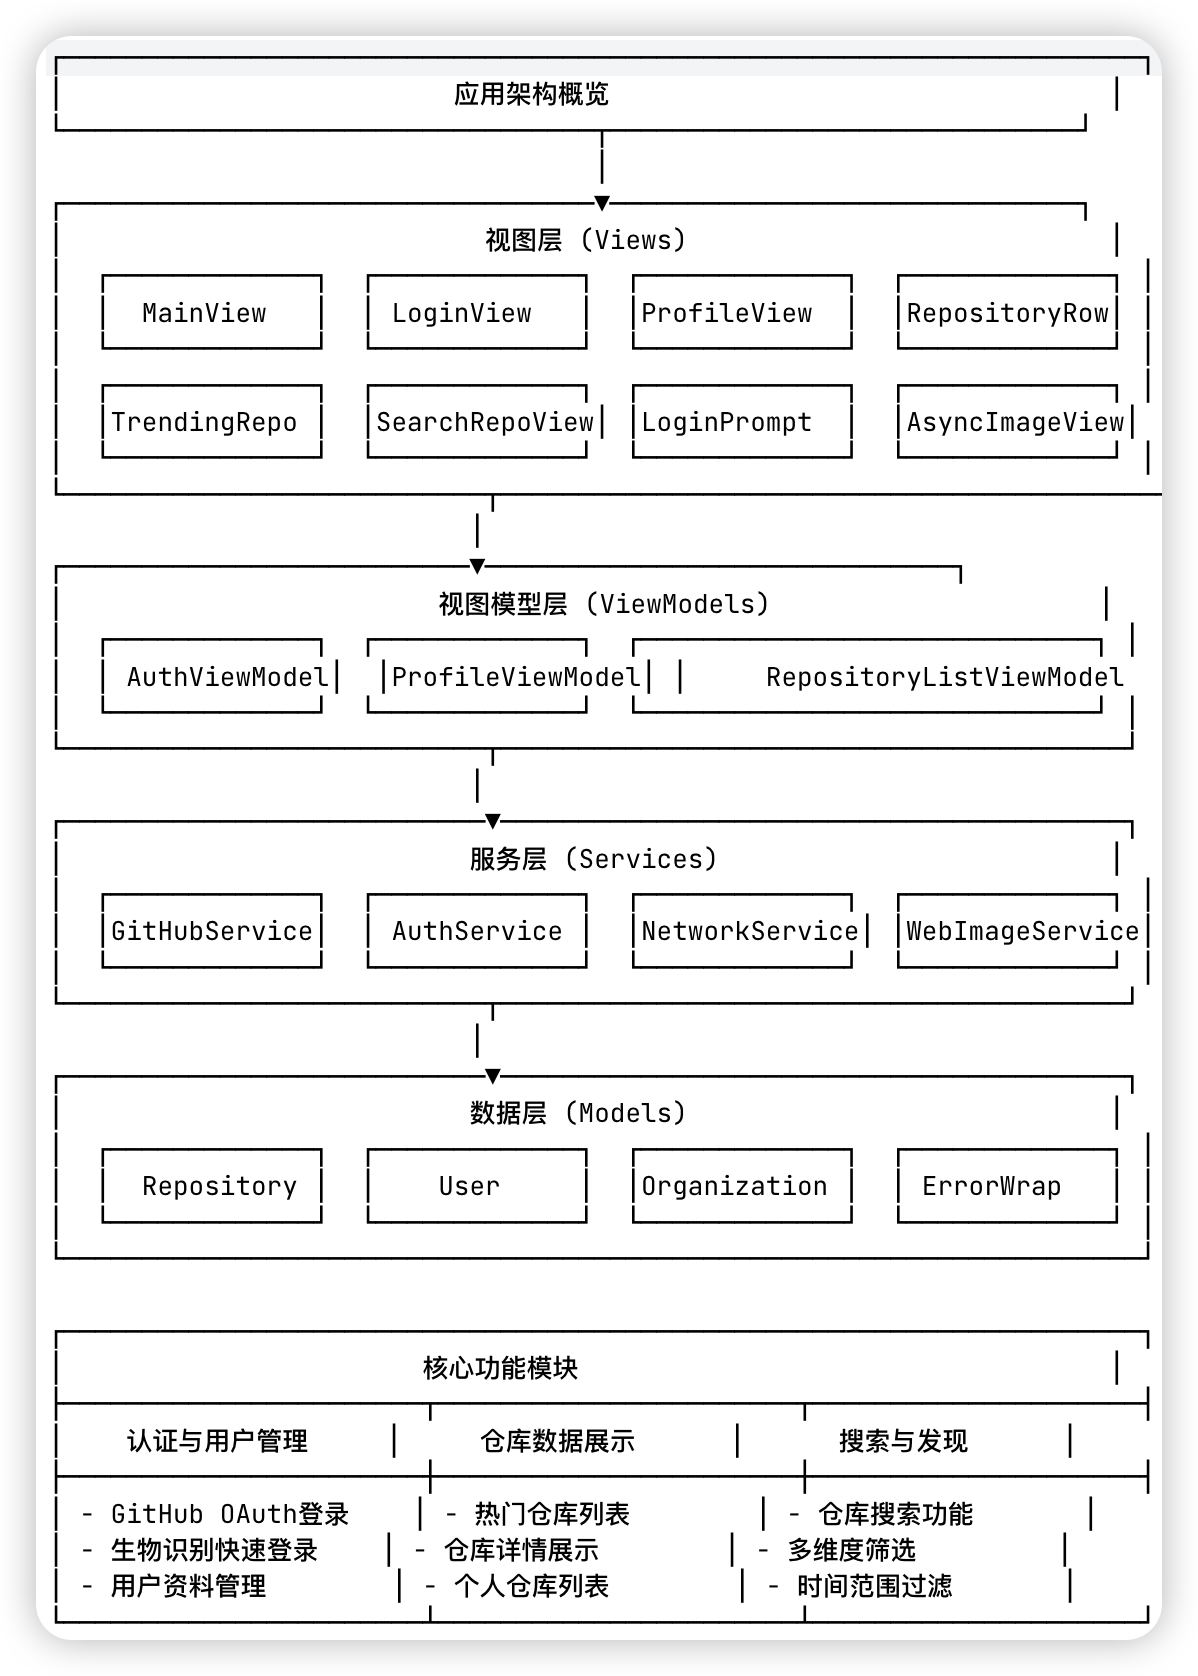 应用架构概览
视图层 (Views)
MainView LoginView ProfileView RepositoryRow
TrendingRepo SearchRepoView LoginPrompt AsyncImageView
视图模型层 (ViewModels)
AuthViewModel ProfileViewModel RepositoryListViewModel
服务层 (Services)
GitHubService AuthService NetworkService WebImageService
数据层 (Models)
Repository User Organization ErrorWrap
核心功能模块
认证与用户管理 仓库数据展示 搜索与发现
- GitHub OAuth登录 - 热门仓库列表 - 仓库搜索功能
- 生物识别快速登录 - 仓库详情展示 - 多维度筛选
- 用户资料管理 - 个人仓库列表 - 时间范围过滤